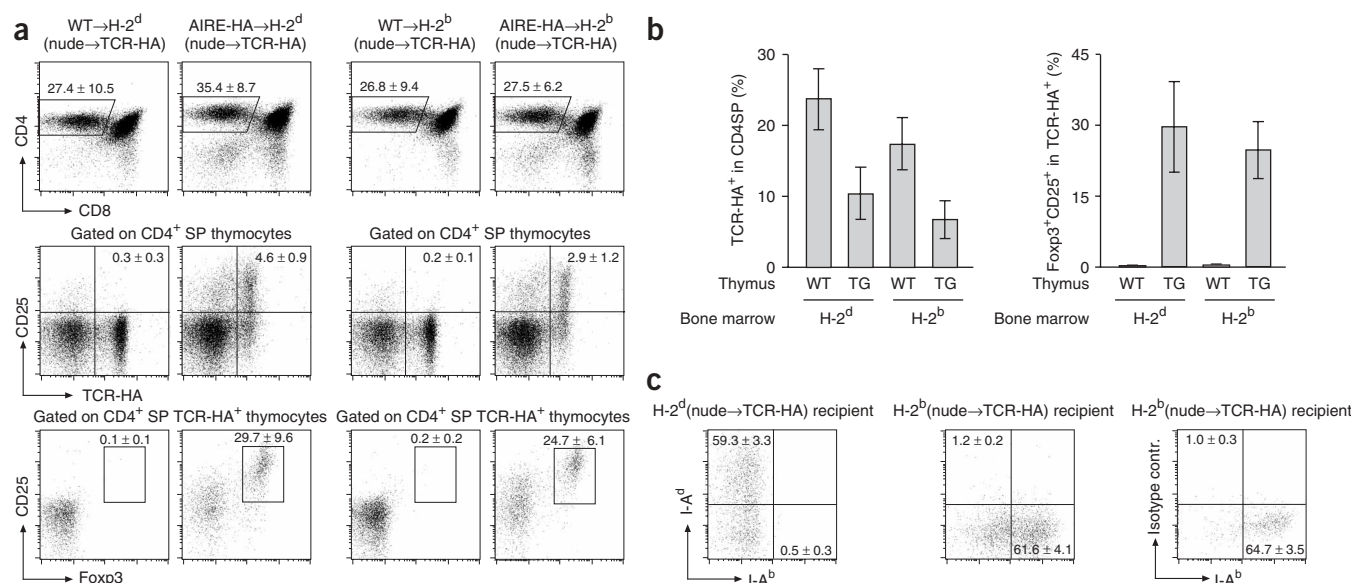 a
WT→H-2d AIRE-HA→H-2d WT→H-2b AIRE-HA→H-2b
(nude→TCR-HA) (nude→TCR-HA) (nude→TCR-HA) (nude→TCR-HA)
27.4 ± 10.5 35.4 ± 8.7 26.8 ± 9.4 27.5 ± 6.2
CD4
CD8
Gated on CD4+ SP thymocytes Gated on CD4+ SP thymocytes
0.3 ± 0.3 4.6 ± 0.9 0.2 ± 0.1 2.9 ± 1.2
CD25
TCR-HA
Gated on CD4+ SP TCR-HA+ thymocytes Gated on CD4+ SP TCR-HA+ thymocytes
0.1 ± 0.1 29.7 ± 9.6 0.2 ± 0.2 24.7 ± 6.1
CD25
Foxp3
b
TCR-HA+ in CD4SP (%)
30
20
10
0
Thymus WT TG WT TG
Bone marrow H-2d H-2b
Foxp3+CD25+ in TCR-HA+ (%)
45
30
15
0
Thymus WT TG WT TG
Bone marrow H-2d H-2b
c
H-2d(nude→TCR-HA) recipient H-2b(nude→TCR-HA) recipient H-2b(nude→TCR-HA) recipient
59.3 ± 3.3 1.2 ± 0.2 1.0 ± 0.3
I-Ad
Isotype contr.
0.5 ± 0.3 61.6 ± 4.1 64.7 ± 3.5
I-Ab I-Ab